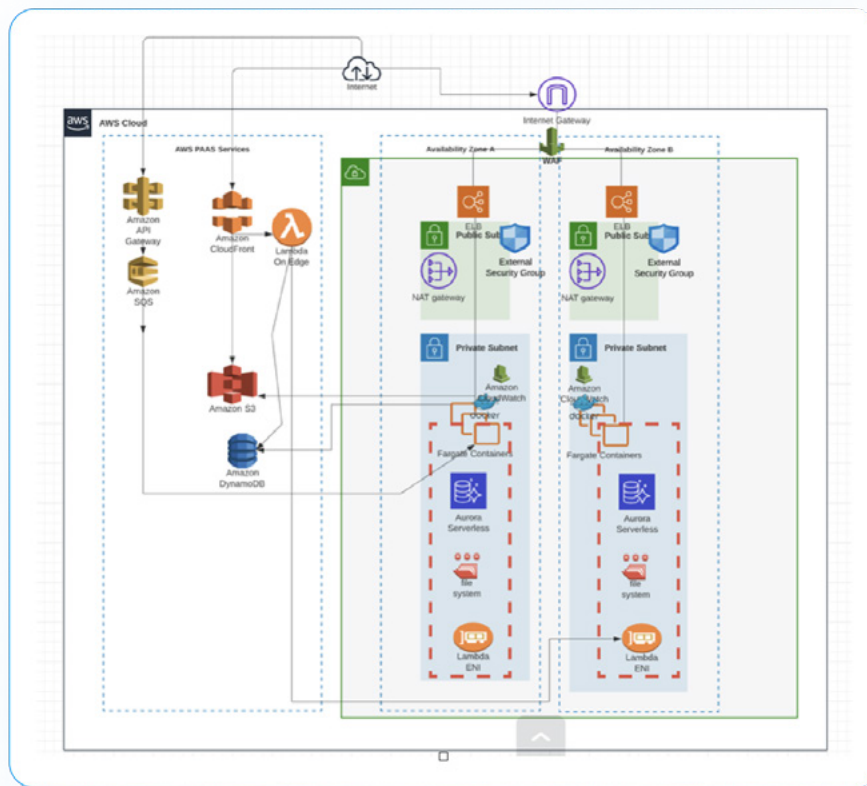 Internet
aws
AWS Cloud
Internet Gateway
AWS PAAS Services
Availability Zone A
WAF
Availability Zone B
Amazon
API
Gateway
Amazon
CloudFront
Lambda
On Edge
Amazon
SQS
Amazon S3
Amazon
DynamoDB
ELB
Public Sub
External
Security Group
NAT gateway
Private Subnet
Amazon
CloudWatch
docker
Fargate Containers
Aurora
Serverless
file
system
Lambda
ENI
ELB
Public Sub
External
Security Group
NAT gateway
Private Subnet
Amazon
CloudWatch
docker
Fargate Containers
Aurora
Serverless
file
system
Lambda
ENI